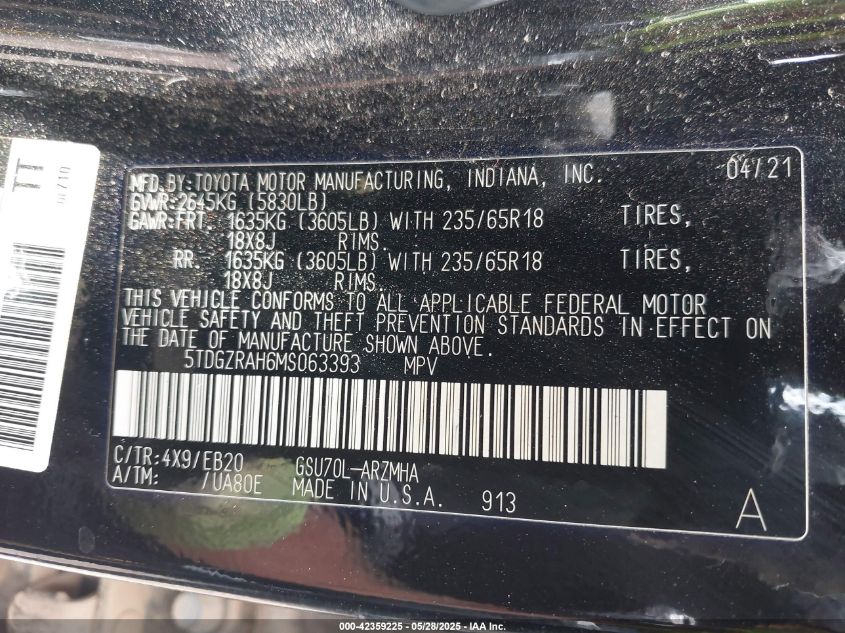 MFD.BY:TOYOTA MOTOR MANUFACTURING, INDIANA, INC. 04/21
GVWR:2645KG (5830LB)
GAWR:FRT. 1635KG (3605LB) WITH 235/65R18 TIRES,
18X8J RIMS.
RR. 1635KG (3605LB) WITH 235/65R18 TIRES,
18X8J RIMS.
THIS VEHICLE CONFORMS TO ALL APPLICABLE FEDERAL MOTOR
VEHICLE SAFETY AND THEFT PREVENTION STANDARDS IN EFFECT ON
THE DATE OF MANUFACTURE SHOWN ABOVE.
5TDGZRAH6MS063393 MPV
C/TR:4X9/EB20 GSU70L-ARZMHA
A/TM: /UA80E MADE IN U.S.A. 913
A
TT
000-42359225 - 05/28/2025 - IAA Inc.